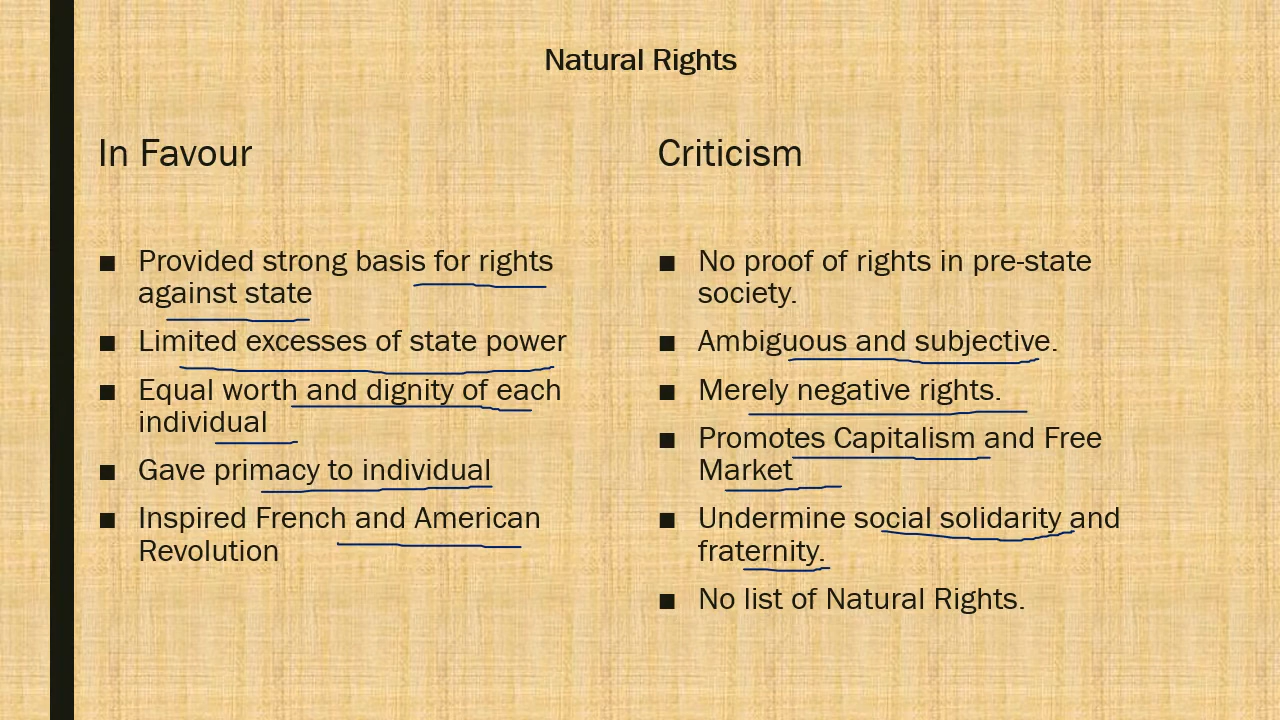 Natural Rights
In Favour
■ Provided strong basis for rights
against state
■ Limited excesses of state power
■ Equal worth and dignity of each
individual
■ Gave primacy to individual
■ Inspired French and American
Revolution
Criticism
■ No proof of rights in pre-state
society.
■ Ambiguous and subjective.
■ Merely negative rights.
■ Promotes Capitalism and Free
Market
■ Undermine social solidarity and
fraternity.
■ No list of Natural Rights.